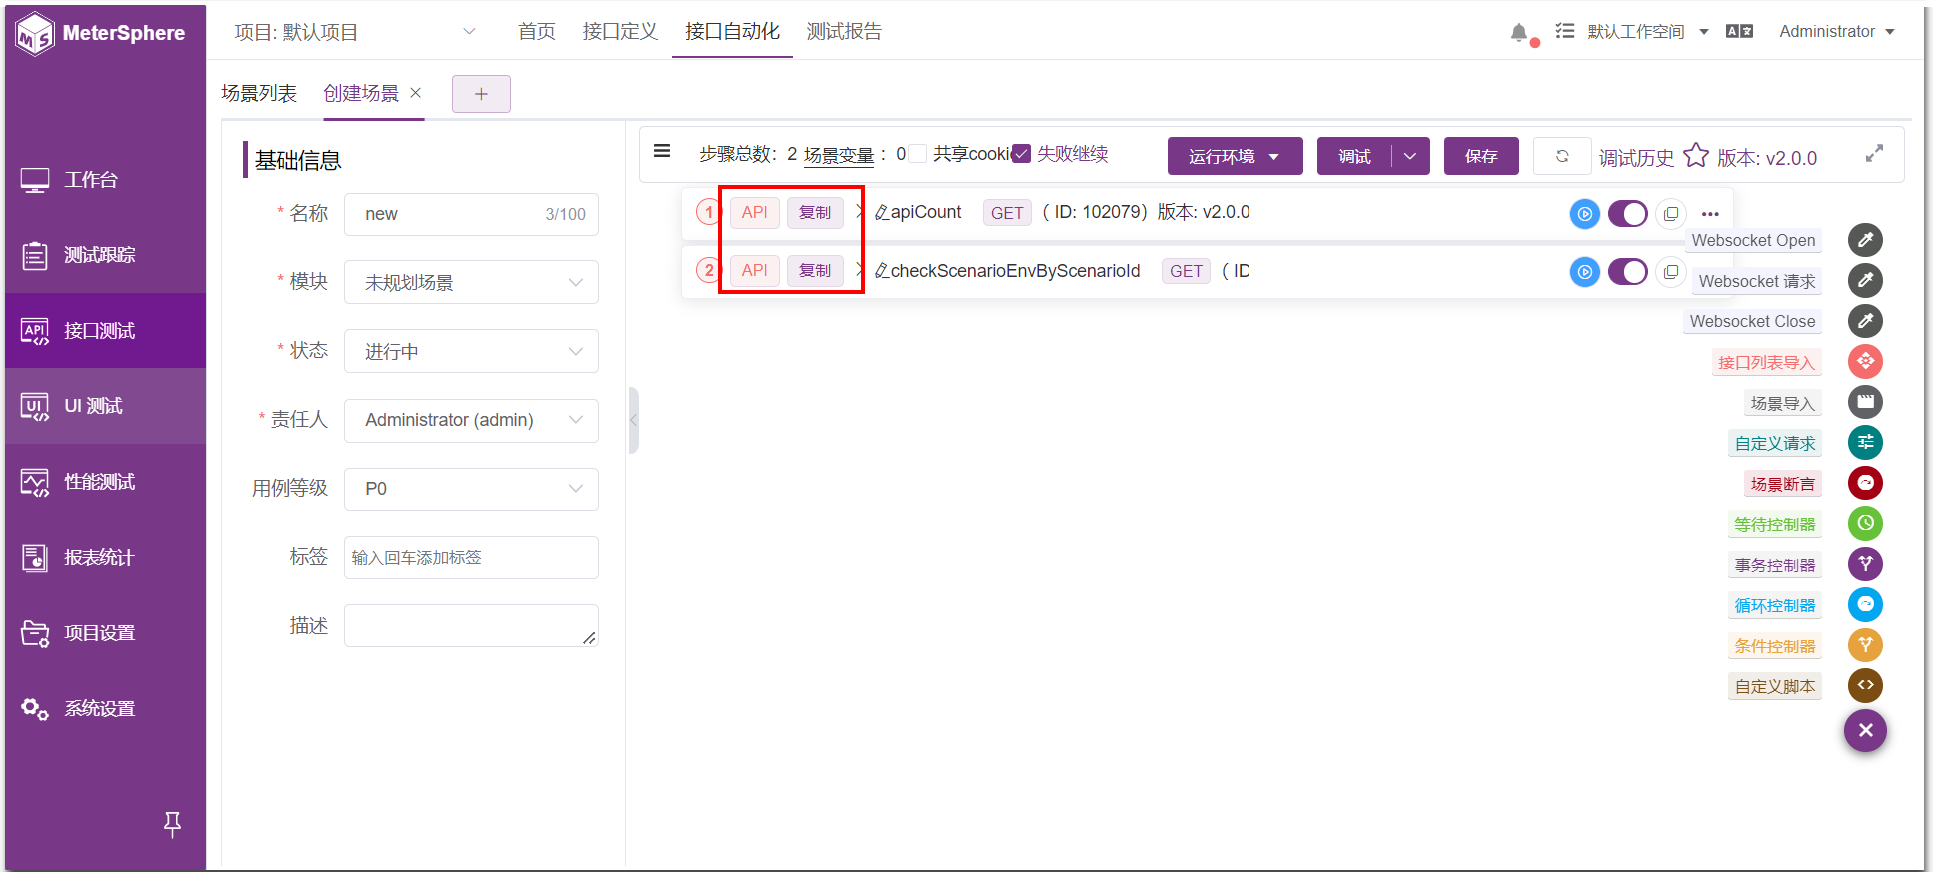 MeterSphere
项目: 默认项目
首页
接口定义
接口自动化
测试报告
默认工作空间
Administrator
场景列表
创建场景
工作台
测试跟踪
接口测试
UI 测试
性能测试
报表统计
项目设置
系统设置
基础信息
* 名称
new
3/100
* 模块
未规划场景
* 状态
进行中
* 责任人
Administrator (admin)
用例等级
P0
标签
输入回车添加标签
描述
步骤总数: 2
场景变量 : 0
共享cooki
失败继续
运行环境
调试
保存
调试历史
版本: v2.0.0
1 API 复制 apiCount GET ( ID: 102079) 版本: v2.0.0
2 API 复制 checkScenarioEnvByScenarioId GET ( ID
Websocket Open
Websocket 请求
Websocket Close
接口列表导入
场景导入
自定义请求
场景断言
等待控制器
事务控制器
循环控制器
条件控制器
自定义脚本